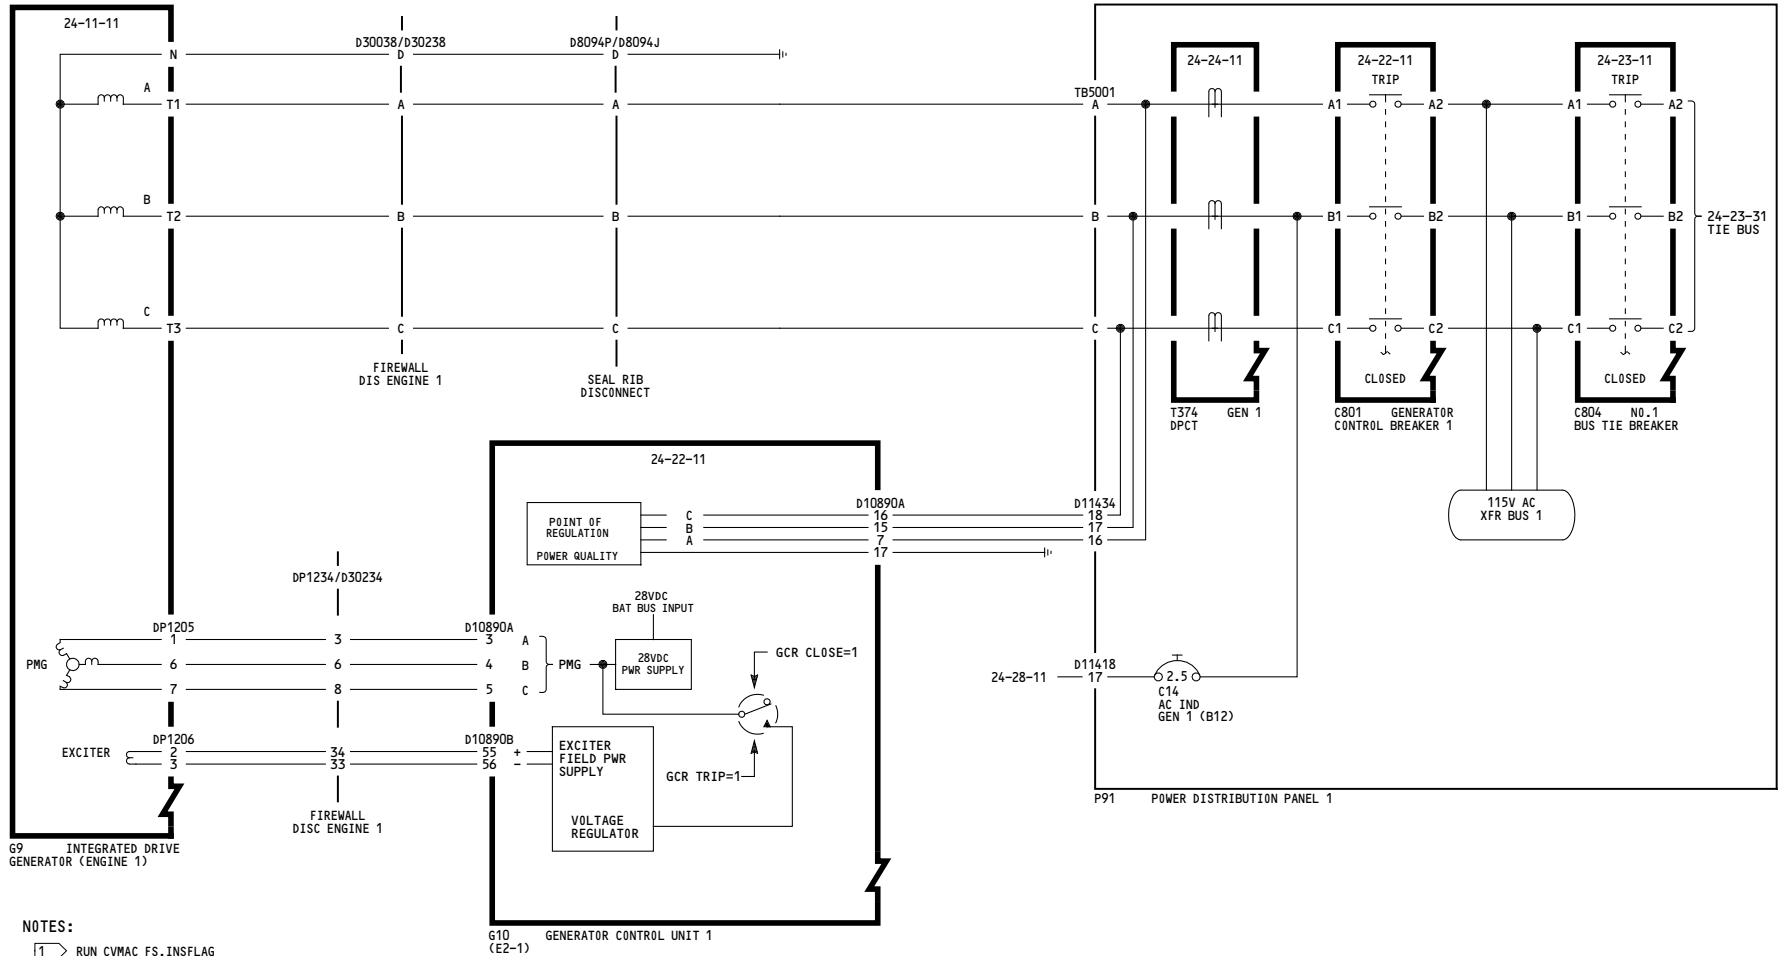 24-11-11
N
D30038/D30238
D
D8094P/D8094J
D
A
T1
A
A
TB5001
A
24-24-11
24-22-11
TRIP
A1
A2
24-23-11
TRIP
A1
A2
B
T2
B
B
B
B1
B2
B1
B2
24-23-31
TIE BUS
C
T3
C
C
C
C1
C2
C1
C2
FIREWALL
DIS ENGINE 1
SEAL RIB
DISCONNECT
CLOSED
CLOSED
T374 GEN 1
DPCT
C801 GENERATOR
CONTROL BREAKER 1
C804 NO.1
BUS TIE BREAKER
24-22-11
POINT OF
REGULATION
POWER QUALITY
C
B
A
D10890A
16
15
7
17
D11434
18
17
16
115V AC
XFR BUS 1
DP1234/D30234
28VDC
BAT BUS INPUT
28VDC
PWR SUPPLY
PMG
DP1205
1
6
7
3
6
8
D10890A
3
4
5
A
B
C
PMG
GCR CLOSE=1
24-28-11
D11418
17
2.5
C14
AC IND
GEN 1 (B12)
EXCITER
DP1206
2
3
34
33
D10890B
55
56
+
-
EXCITER
FIELD PWR
SUPPLY
GCR TRIP=1
VOLTAGE
REGULATOR
FIREWALL
DISC ENGINE 1
P91 POWER DISTRIBUTION PANEL 1
G9 INTEGRATED DRIVE
GENERATOR (ENGINE 1)
G10 GENERATOR CONTROL UNIT 1
(E2-1)
NOTES:
1 RUN CVMAC FS.INSFLAG